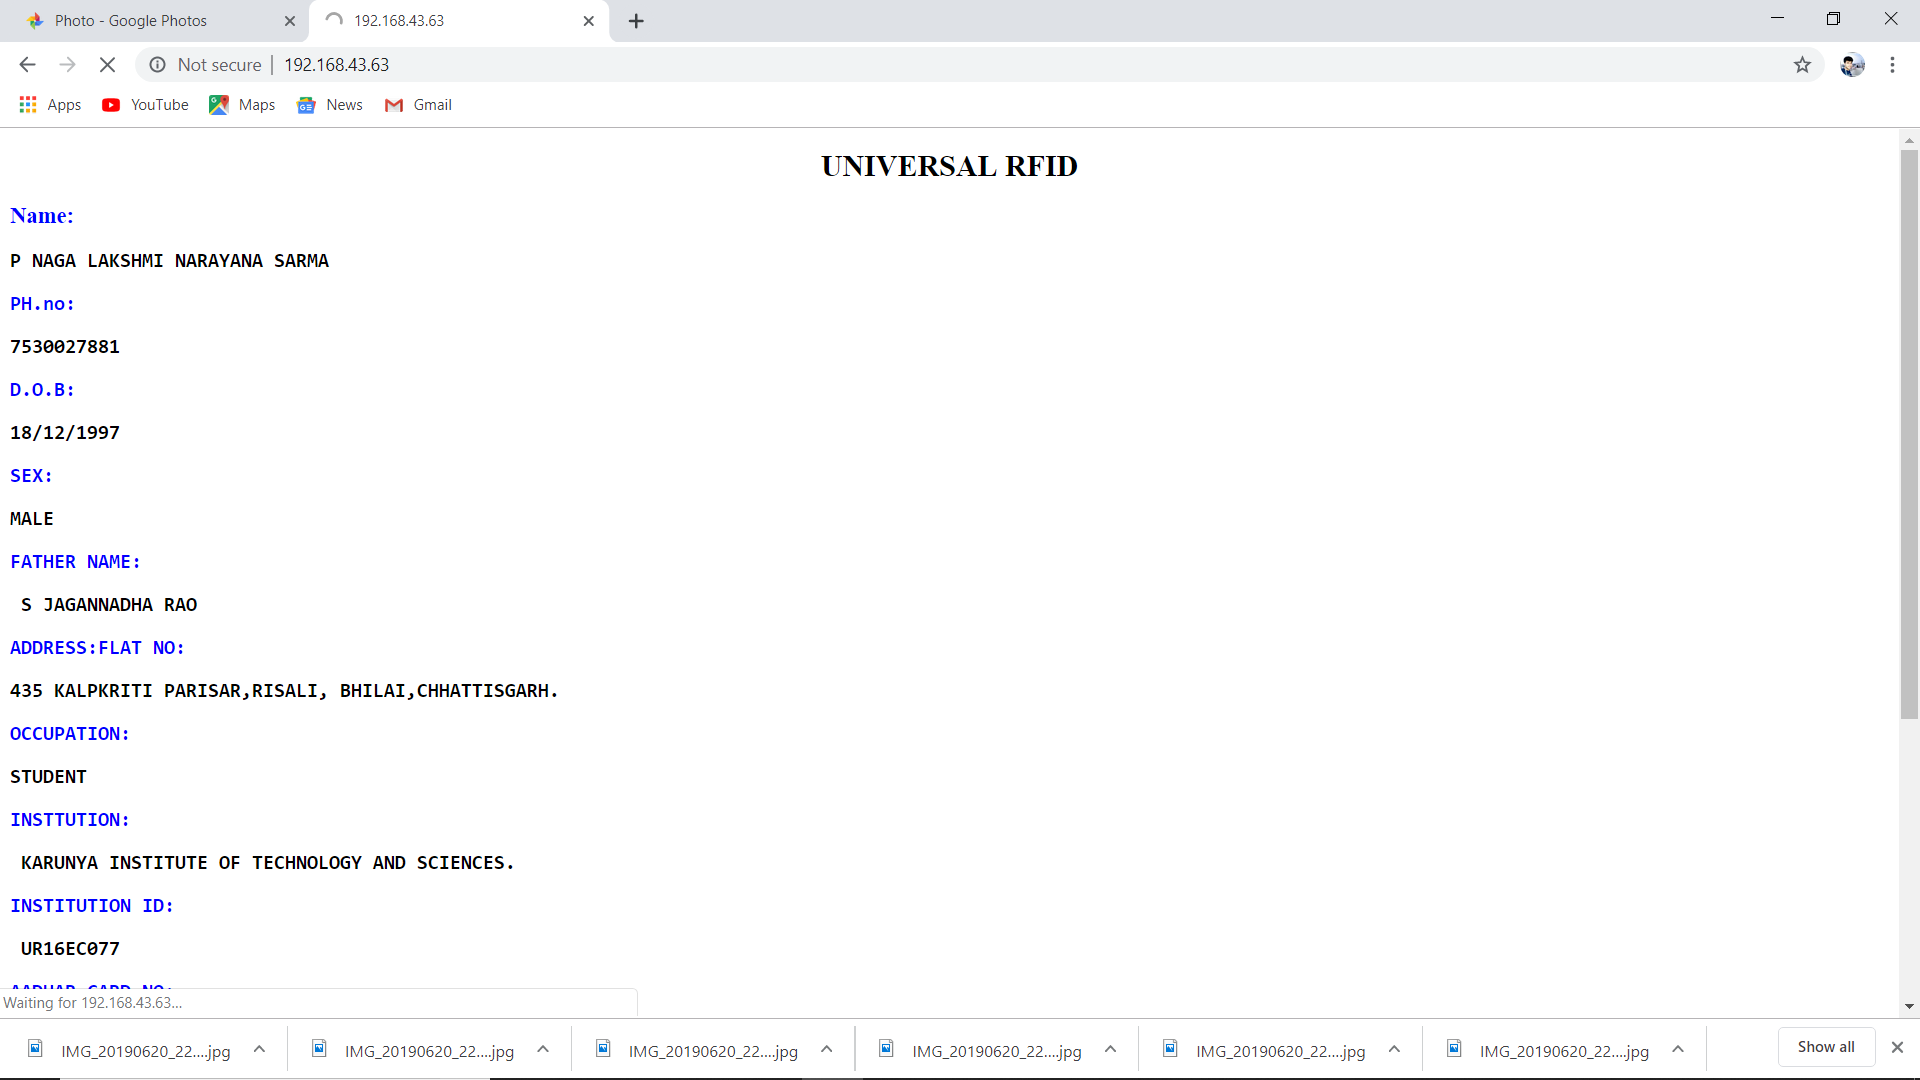 Photo - Google Photos
192.168.43.63
Not secure
192.168.43.63
Apps
YouTube
Maps
News
Gmail
UNIVERSAL RFID
Name:
P NAGA LAKSHMI NARAYANA SARMA
PH.no:
7530027881
D.O.B:
18/12/1997
SEX:
MALE
FATHER NAME:
S JAGANNADHA RAO
ADDRESS:FLAT NO:
435 KALPKRITI PARISAR,RISALI, BHILAI,CHHATTISGARH.
OCCUPATION:
STUDENT
INSTTUTION:
KARUNYA INSTITUTE OF TECHNOLOGY AND SCIENCES.
INSTITUTION ID:
UR16EC077
AADHAR CARD NO:
Waiting for 192.168.43.63...
IMG_20190620_22....jpg
IMG_20190620_22....jpg
IMG_20190620_22....jpg
IMG_20190620_22....jpg
IMG_20190620_22....jpg
IMG_20190620_22....jpg
Show all